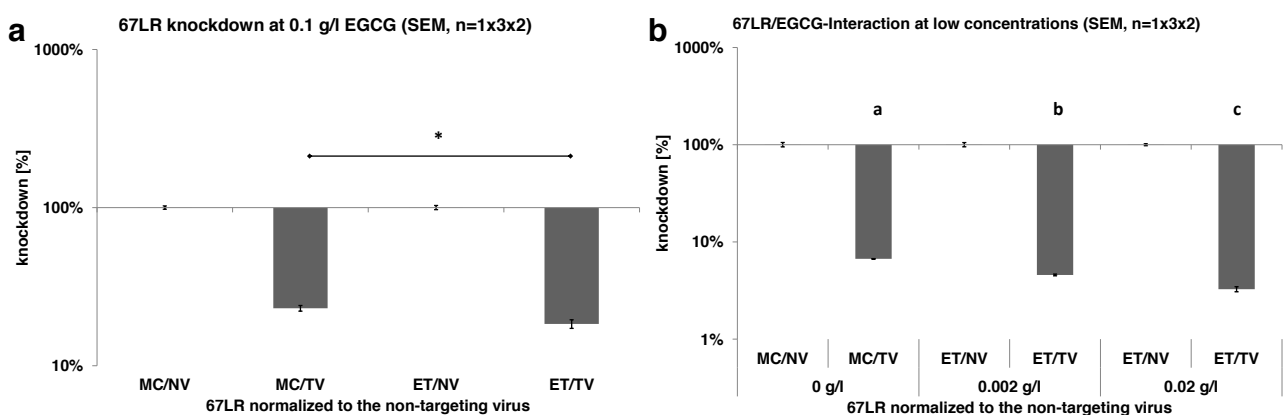 a
67LR knockdown at 0.1 g/l EGCG (SEM, n=1x3x2)
1000%
100%
10%
knockdown [%]
*
MC/NV MC/TV ET/NV ET/TV
67LR normalized to the non-targeting virus
b
67LR/EGCG-Interaction at low concentrations (SEM, n=1x3x2)
1000%
100%
10%
1%
knockdown [%]
a b c
MC/NV MC/TV ET/NV ET/TV ET/NV ET/TV
0 g/l 0.002 g/l 0.02 g/l
67LR normalized to the non-targeting virus